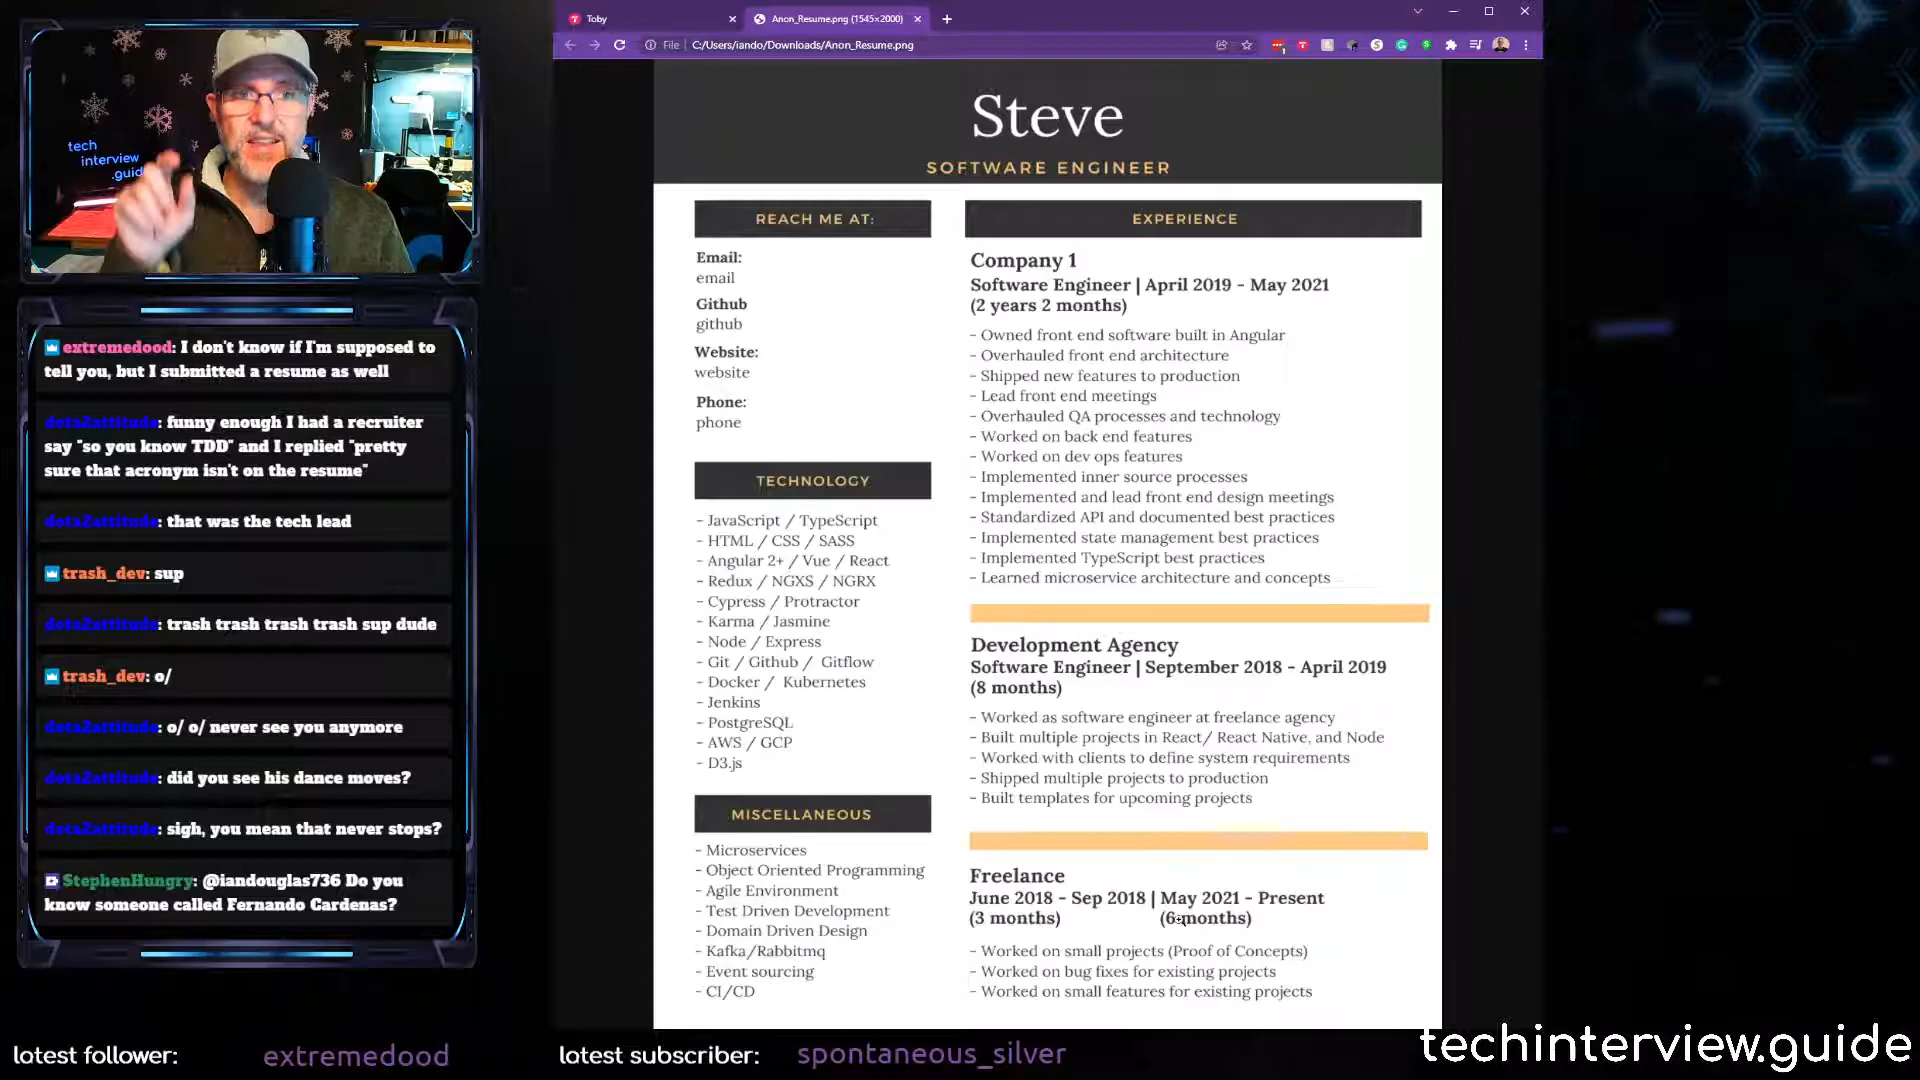 tech
interview
.guid
extremedood: I don't know if I'm supposed to
tell you, but I submitted a resume as well
dota2attitude: funny enough I had a recruiter
say "so you know TDD" and I replied "pretty
sure that acronym isn't on the resume"
dota2attitude: that was the tech lead
trash_dev: sup
dota2attitude: trash trash trash trash sup dude
trash_dev: o/
dota2attitude: o/ o/ never see you anymore
dota2attitude: did you see his dance moves?
dota2attitude: sigh, you mean that never stops?
StephenHungry: @iandouglas736 Do you
know someone called Fernando Cardenas?
latest follower: extremedood
Toby
Anon_Resume.png (1545×2000)
File | C:/Users/iando/Downloads/Anon_Resume.png
Steve
SOFTWARE ENGINEER
REACH ME AT:
Email:
email
Github
github
Website:
website
Phone:
phone
TECHNOLOGY
- JavaScript / TypeScript
- HTML / CSS / SASS
- Angular 2+ / Vue / React
- Redux / NGXS / NGRX
- Cypress / Protractor
- Karma / Jasmine
- Node / Express
- Git / Github / Gitflow
- Docker / Kubernetes
- Jenkins
- PostgreSQL
- AWS / GCP
- D3.js
MISCELLANEOUS
- Microservices
- Object Oriented Programming
- Agile Environment
- Test Driven Development
- Domain Driven Design
- Kafka/Rabbitmq
- Event sourcing
- CI/CD
EXPERIENCE
Company 1
Software Engineer | April 2019 - May 2021
(2 years 2 months)
- Owned front end software built in Angular
- Overhauled front end architecture
- Shipped new features to production
- Lead front end meetings
- Overhauled QA processes and technology
- Worked on back end features
- Worked on dev ops features
- Implemented inner source processes
- Implemented and lead front end design meetings
- Standardized API and documented best practices
- Implemented state management best practices
- Implemented TypeScript best practices
- Learned microservice architecture and concepts
Development Agency
Software Engineer | September 2018 - April 2019
(8 months)
- Worked as software engineer at freelance agency
- Built multiple projects in React/ React Native, and Node
- Worked with clients to define system requirements
- Shipped multiple projects to production
- Built templates for upcoming projects
Freelance
June 2018 - Sep 2018 | May 2021 - Present
(3 months) (6 months)
- Worked on small projects (Proof of Concepts)
- Worked on bug fixes for existing projects
- Worked on small features for existing projects
latest subscriber: spontaneous_silver
techinterview.guide